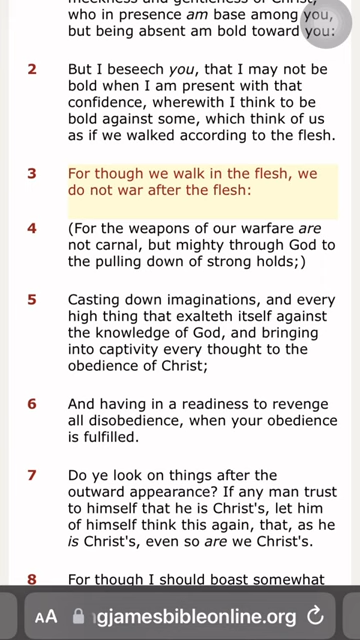 who in presence am base among you,
but being absent am bold toward you:
2 But I beseech you, that I may not be
bold when I am present with that
confidence, wherewith I think to be
bold against some, which think of us
as if we walked according to the flesh.
3 For though we walk in the flesh, we
do not war after the flesh:
4 (For the weapons of our warfare are
not carnal, but mighty through God to
the pulling down of strong holds;)
5 Casting down imaginations, and every
high thing that exalteth itself against
the knowledge of God, and bringing
into captivity every thought to the
obedience of Christ;
6 And having in a readiness to revenge
all disobedience, when your obedience
is fulfilled.
7 Do ye look on things after the
outward appearance? If any man trust
to himself that he is Christ's, let him
of himself think this again, that, as he
is Christ's, even so are we Christ's.
8 For though I should boast somewhat
AA gjamesbibleonline.org